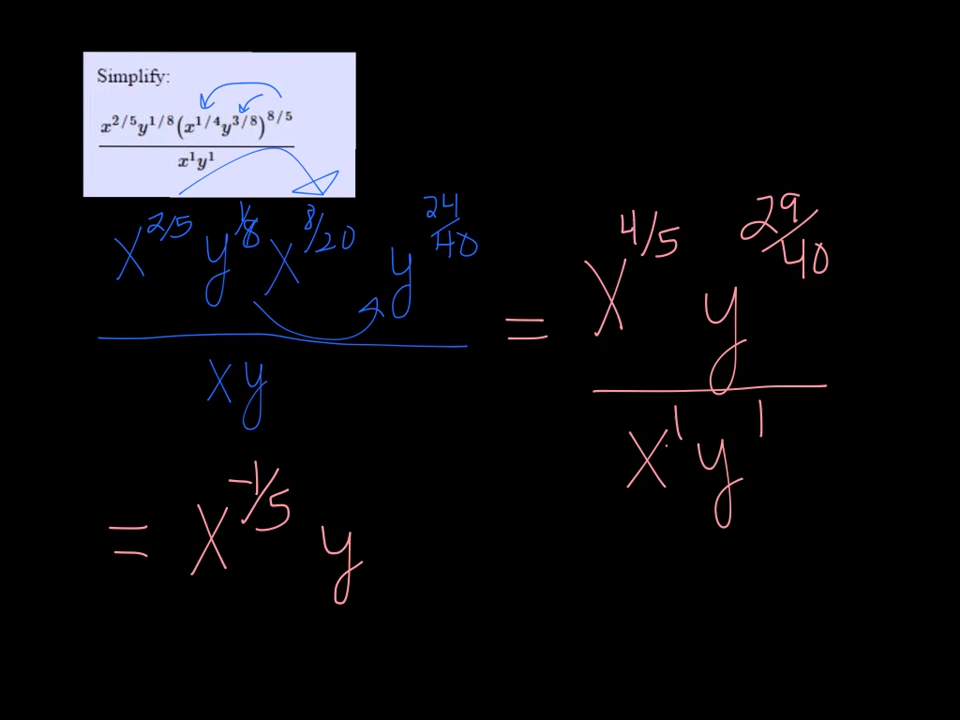 Simplify:
x^{2/5}y^{1/8}(x^{1/4}y^{3/8})^{8/5}
x^1y^1
x^{2/5} y^{1/8} x^{8/20} y^{24/40}
xy
= x^{4/5} y^{29/40}
x^1 y^1
= x^{-1/5} y